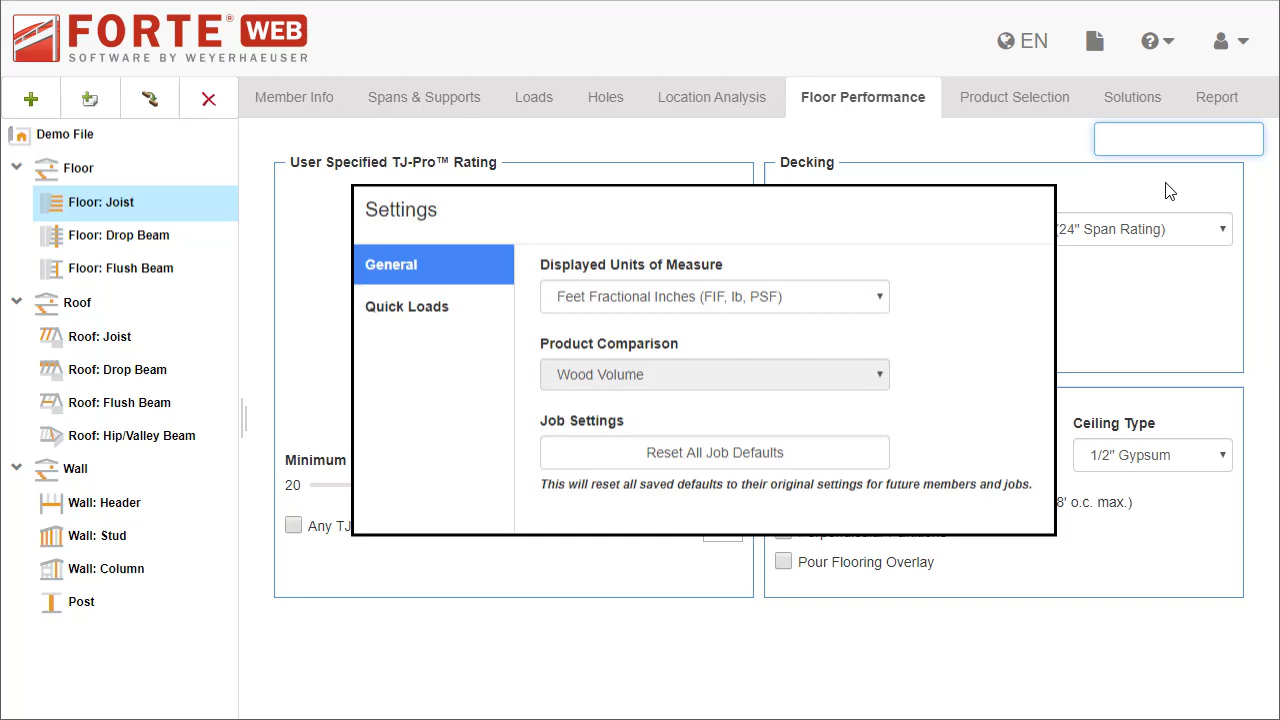 FORTE® WEB
SOFTWARE BY WEYERHAEUSER
EN
Member Info
Spans & Supports
Loads
Holes
Location Analysis
Floor Performance
Product Selection
Solutions
Report
Demo File
Floor
Floor: Joist
Floor: Drop Beam
Floor: Flush Beam
Roof
Roof: Joist
Roof: Drop Beam
Roof: Flush Beam
Roof: Hip/Valley Beam
Wall
Wall: Header
Wall: Stud
Wall: Column
Post
User Specified TJ-Pro™ Rating
Minimum
20
Any TJ
Decking
(24" Span Rating)
Ceiling Type
1/2" Gypsum
8' o.c. max.)
Pour Flooring Overlay
Settings
General
Quick Loads
Displayed Units of Measure
Feet Fractional Inches (FIF, lb, PSF)
Product Comparison
Wood Volume
Job Settings
Reset All Job Defaults
This will reset all saved defaults to their original settings for future members and jobs.